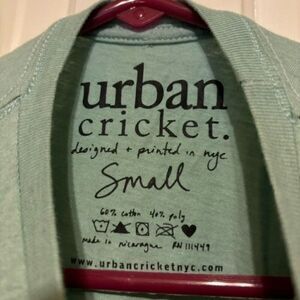 urban
cricket.
designed + printed in nyc
Small
60% cotton 40% poly
made in nicaragua RN 111449
www.urbancricketnyc.com